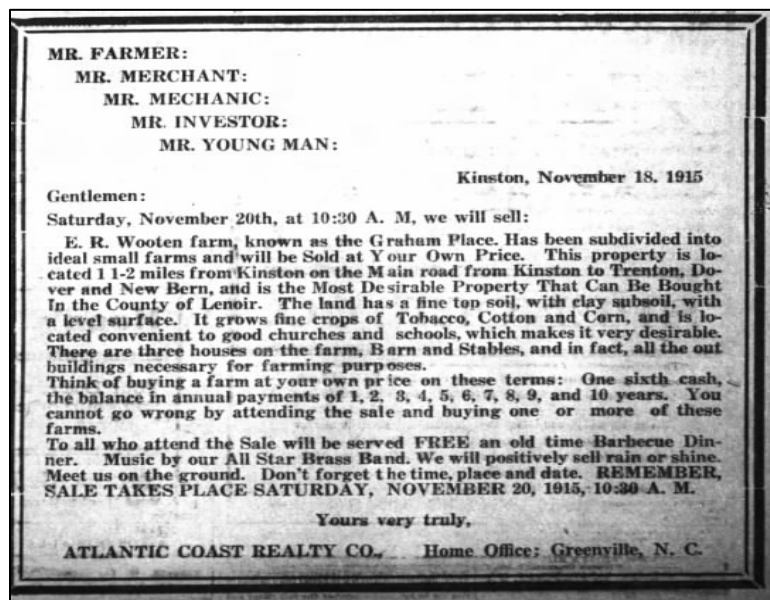 MR. FARMER:
MR. MERCHANT:
MR. MECHANIC:
MR. INVESTOR:
MR. YOUNG MAN:
Kinston, November 18. 1915
Gentlemen:
Saturday, November 20th, at 10:30 A. M, we will sell:
E. R. Wooten farm, known as the Graham Place. Has been subdivided into
ideal small farms and will be Sold at Your Own Price. This property is lo-
cated 1 1-2 miles from Kinston on the Main road from Kinston to Trenton, Do-
ver and New Bern, and is the Most Desirable Property That Can Be Bought
In the County of Lenoir. The land has a fine top soil, with clay subsoil, with
a level surface. It grows fine crops of Tobacco, Cotton and Corn, and is lo-
cated convenient to good churches and schools, which makes it very desirable.
There are three houses on the farm, Barn and Stables, and in fact, all the out
buildings necessary for farming purposes.
Think of buying a farm at your own price on these terms: One sixth cash,
the balance in annual payments of 1, 2, 3, 4, 5, 6, 7, 8, 9, and 10 years. You
cannot go wrong by attending the sale and buying one or more of these
farms.
To all who attend the Sale will be served FREE an old time Barbecue Din-
ner. Music by our All Star Brass Band. We will positively sell rain or shine.
Meet us on the ground. Don't forget the time, place and date. REMEMBER,
SALE TAKES PLACE SATURDAY, NOVEMBER 20, 1915, 10:30 A. M.
Yours very truly,
ATLANTIC COAST REALTY CO., Home Office; Greenville, N. C.